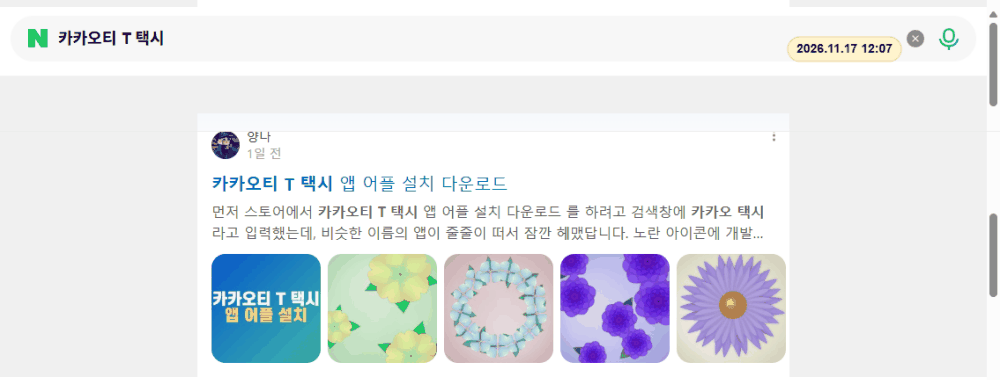 N 카카오티 T 택시
2026.11.17 12:07
양나
1일 전
카카오티 T 택시 앱 어플 설치 다운로드
먼저 스토어에서 카카오티 T 택시 앱 어플 설치 다운로드 를 하려고 검색창에 카카오 택시
라고 입력했는데, 비슷한 이름의 앱이 줄줄이 떠서 잠깐 헤맸답니다. 노란 아이콘에 개발...
카카오티 T 택시
앱 어플 설치